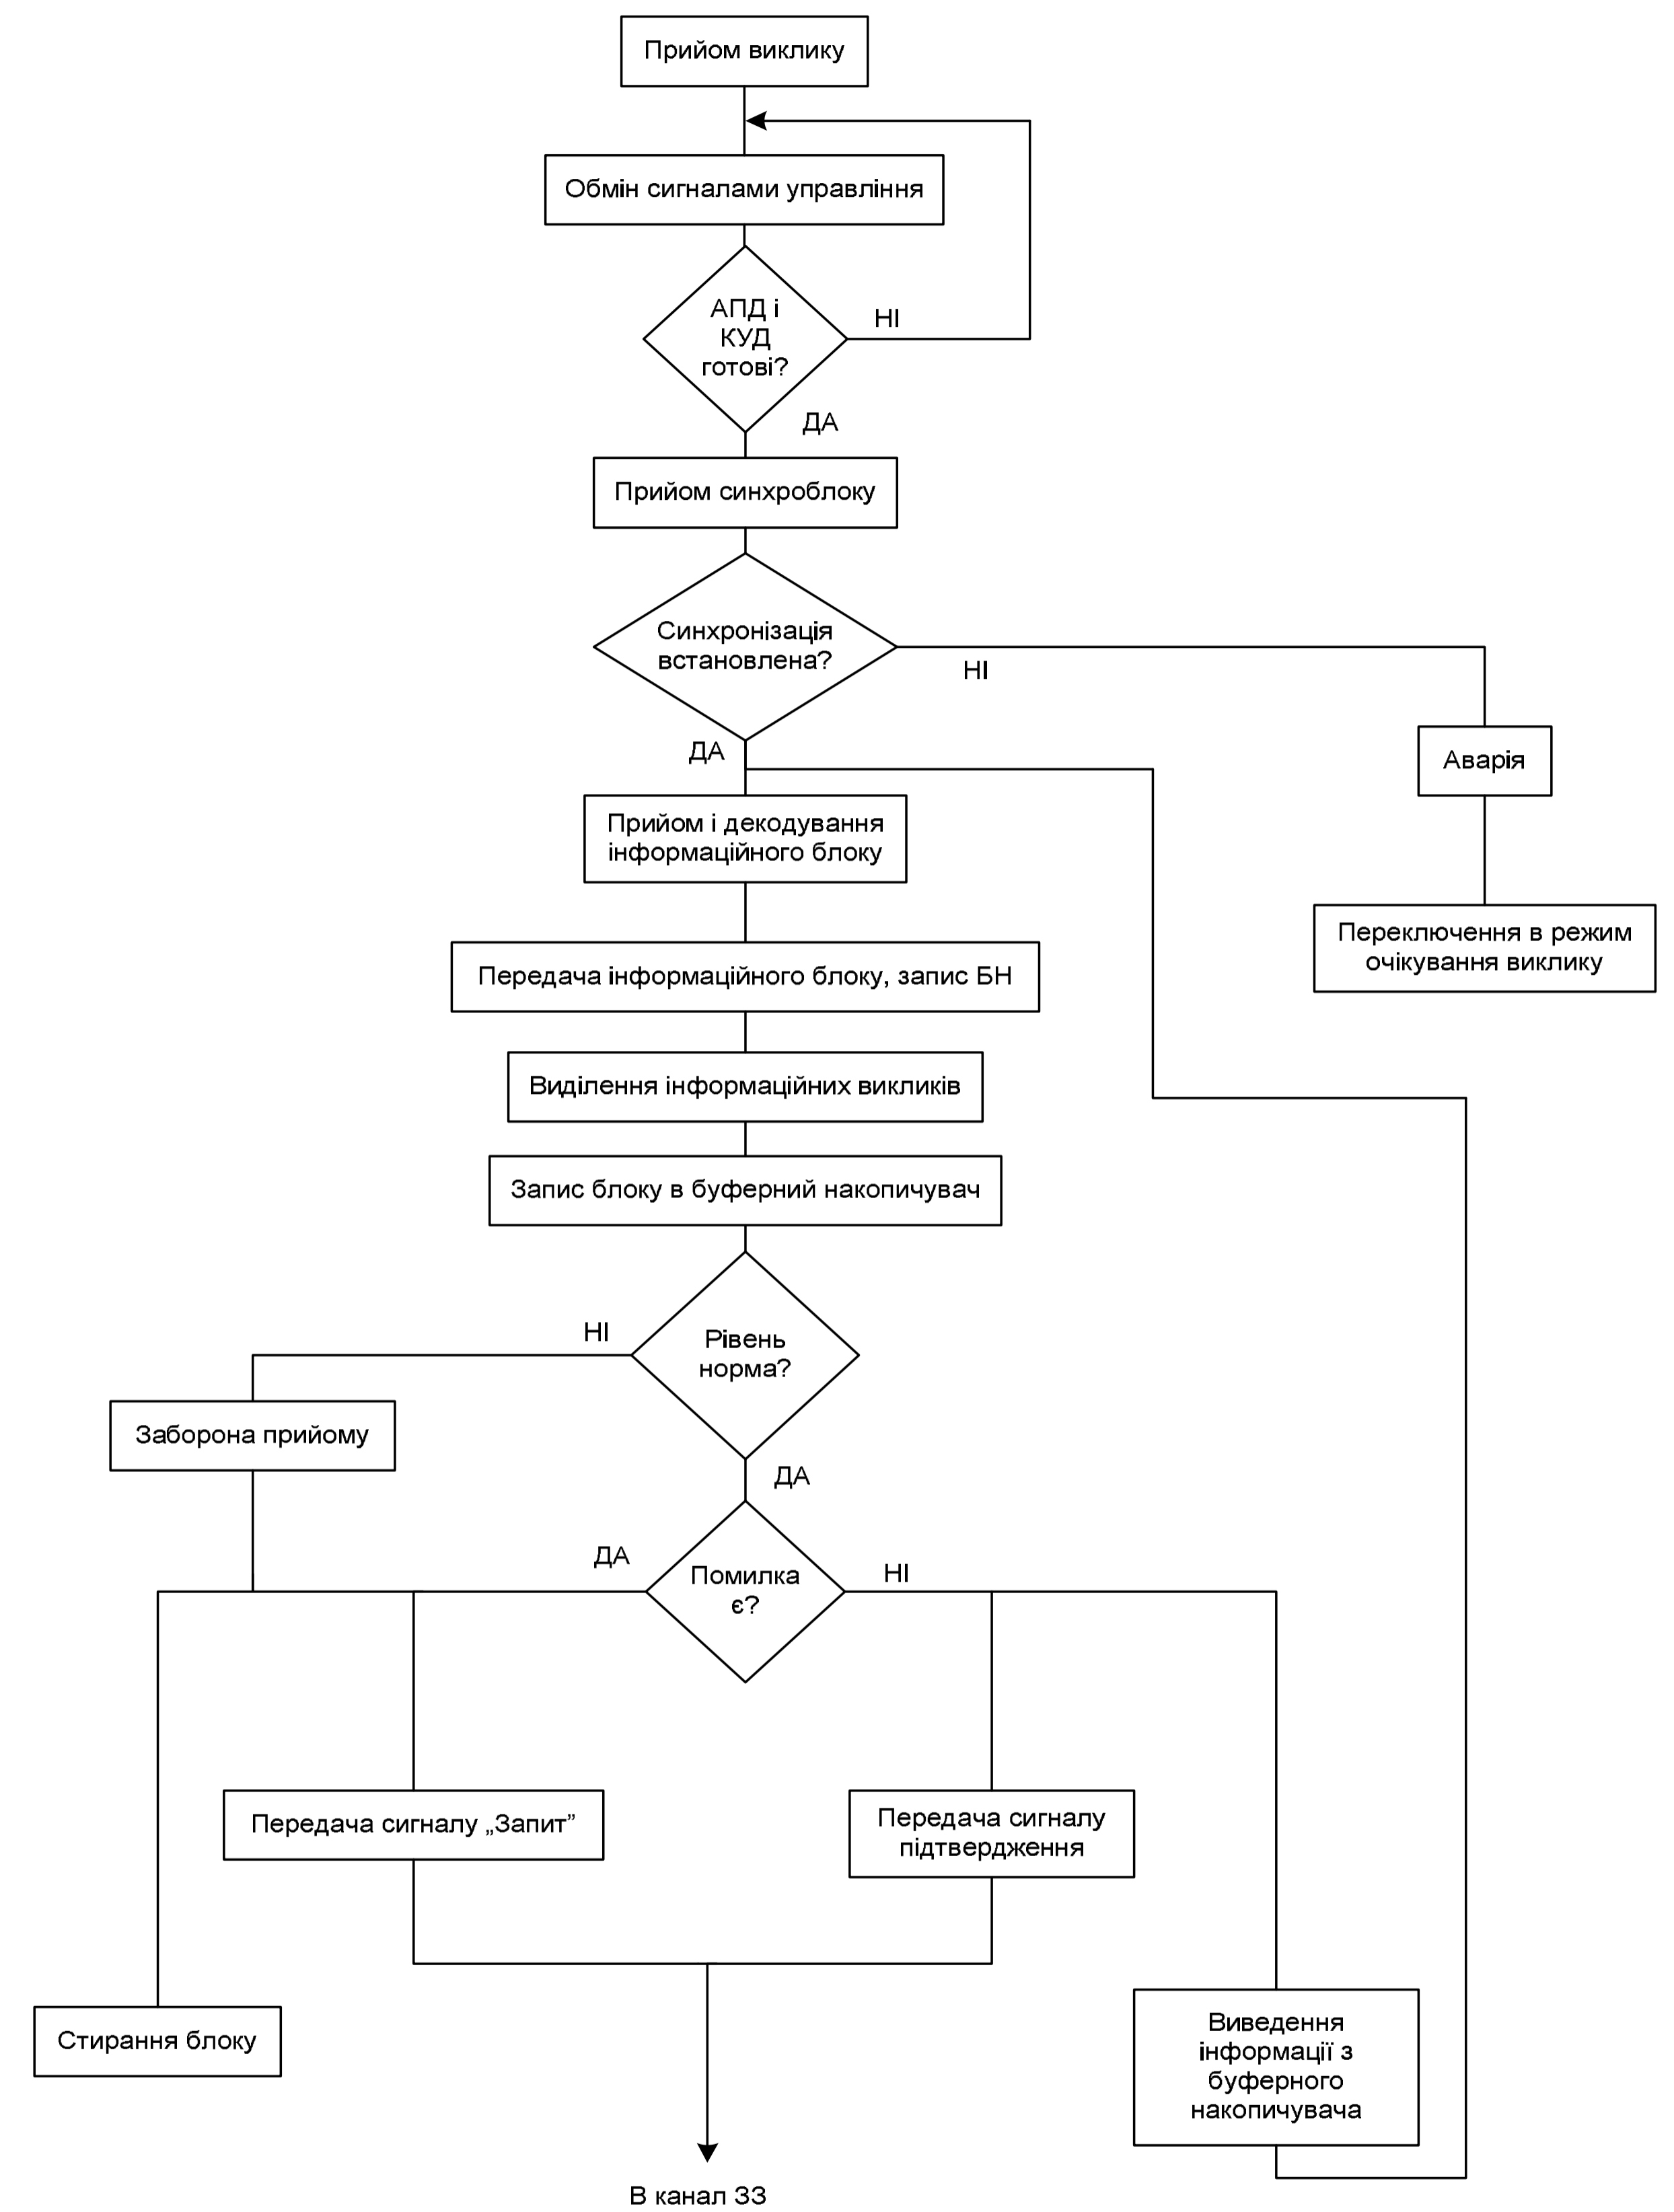 Прийом виклику
Обмін сигналами управління
АПД і
КУД
готові?
НІ
ДА
Прийом синхроблоку
Синхронізація
встановлена?
НІ
ДА
Аварія
Прийом і декодування
інформаційного блоку
Переключення в режим
очікування виклику
Передача інформаційного блоку, запис БН
Виділення інформаційних викликів
Запис блоку в буферний накопичувач
НІ
Рівень
норма?
Заборона прийому
ДА
ДА
Помилка
є?
НІ
Передача сигналу „Запит”
Передача сигналу
підтвердження
Стирання блоку
Виведення
інформації з
буферного
накопичувача
В канал ЗЗ